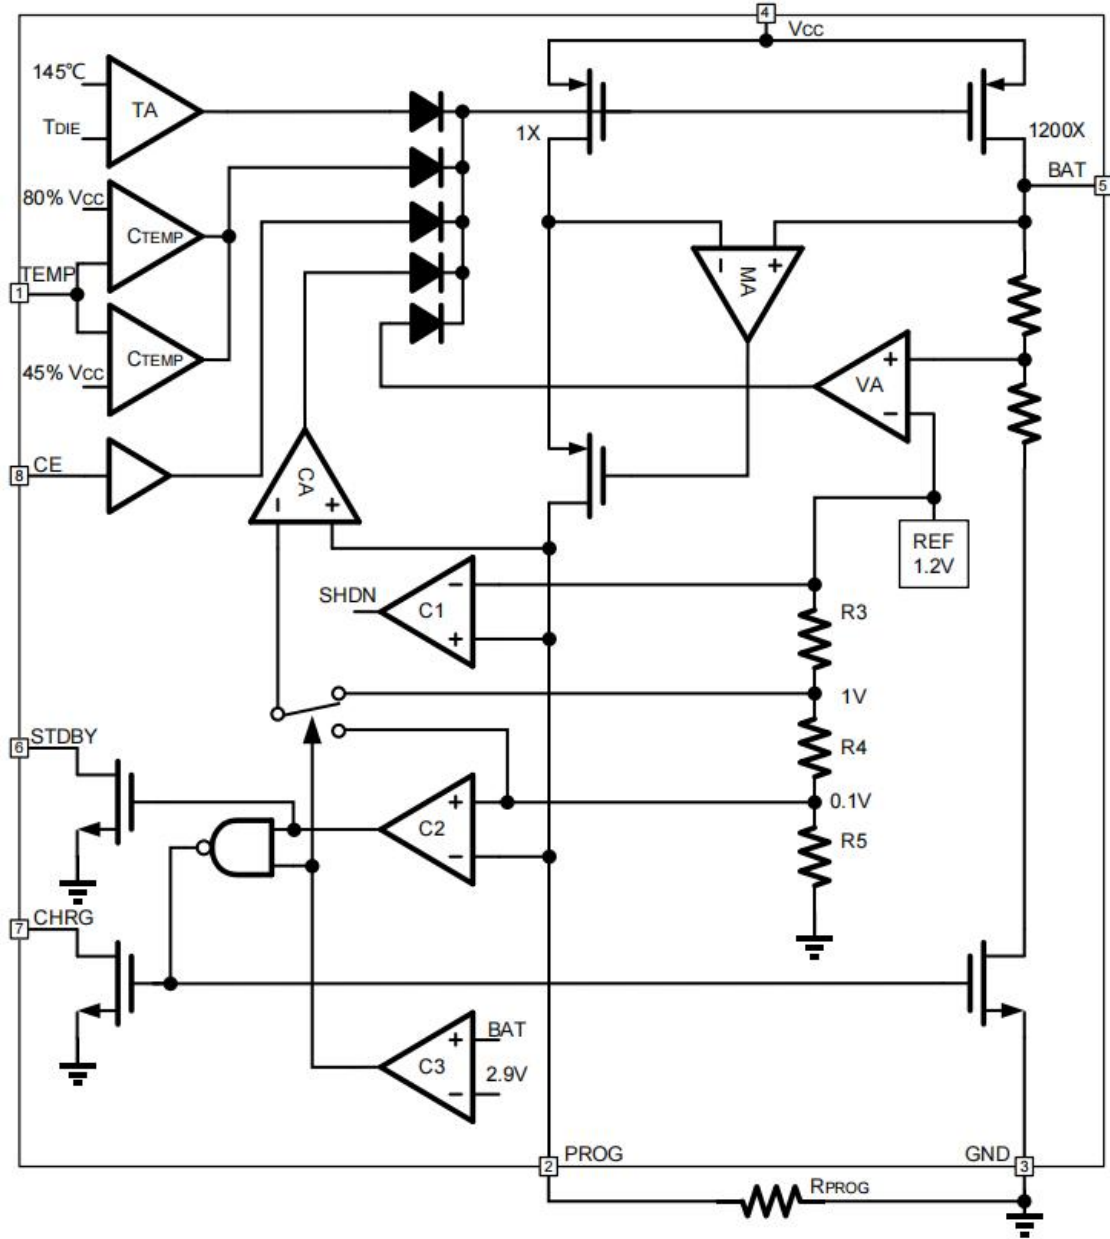 4
VCC
145℃
TDIE
TA
1X
1200X
BAT
5
80% VCC
CTEMP
TEMP
1
CTEMP
45% VCC
− +
MA
+
VA
−
8
CE
CA
− +
REF
1.2V
SHDN
−
C1
+
R3
1V
R4
6
STDBY
0.1V
+
C2
−
R5
7
CHRG
BAT
+
C3
2.9V
−
2
PROG
GND
3
RPROG